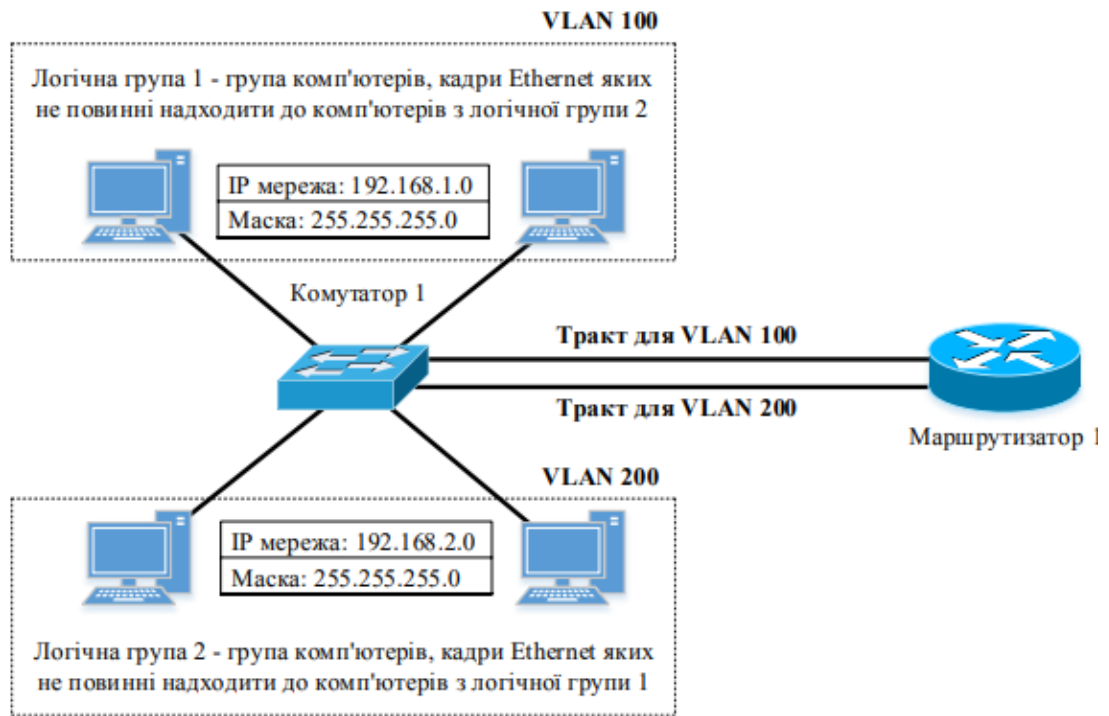 VLAN 100
Логічна група 1 - група комп'ютерів, кадри Ethernet яких
не повинні надходити до комп'ютерів з логічної групи 2
IP мережа: 192.168.1.0
Маска: 255.255.255.0
Комутатор 1
Тракт для VLAN 100
Тракт для VLAN 200
Маршрутизатор 1
VLAN 200
IP мережа: 192.168.2.0
Маска: 255.255.255.0
Логічна група 2 - група комп'ютерів, кадри Ethernet яких
не повинні надходити до комп'ютерів з логічної групи 1